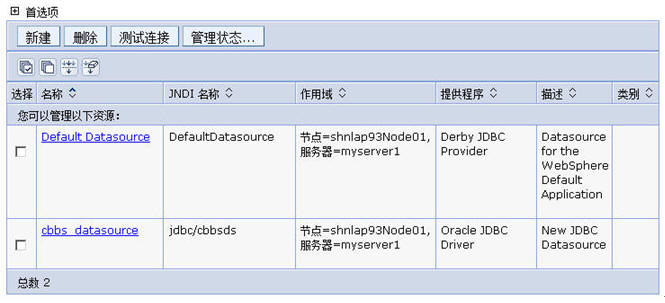 首选项
新建 删除 测试连接 管理状态...
选择 名称 JNDI 名称 作用域 提供程序 描述 类别
您可以管理以下资源:
Default Datasource DefaultDatasource 节点=shnlap93Node01, Derby JDBC Datasource
服务器=myserver1 Provider for the
WebSphere
Default
Application
cbbs_datasource jdbc/cbbsds 节点=shnlap93Node01, Oracle JDBC New JDBC
服务器=myserver1 Driver Datasource
总数 2